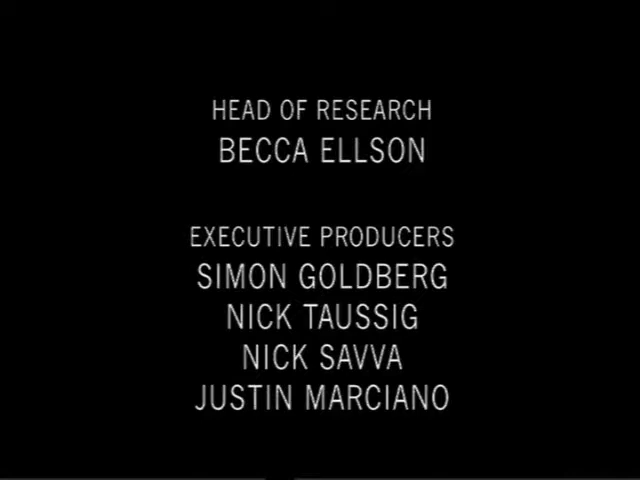 HEAD OF RESEARCH
BECCA ELLSON
EXECUTIVE PRODUCERS
SIMON GOLDBERG
NICK TAUSSIG
NICK SAVVA
JUSTIN MARCIANO